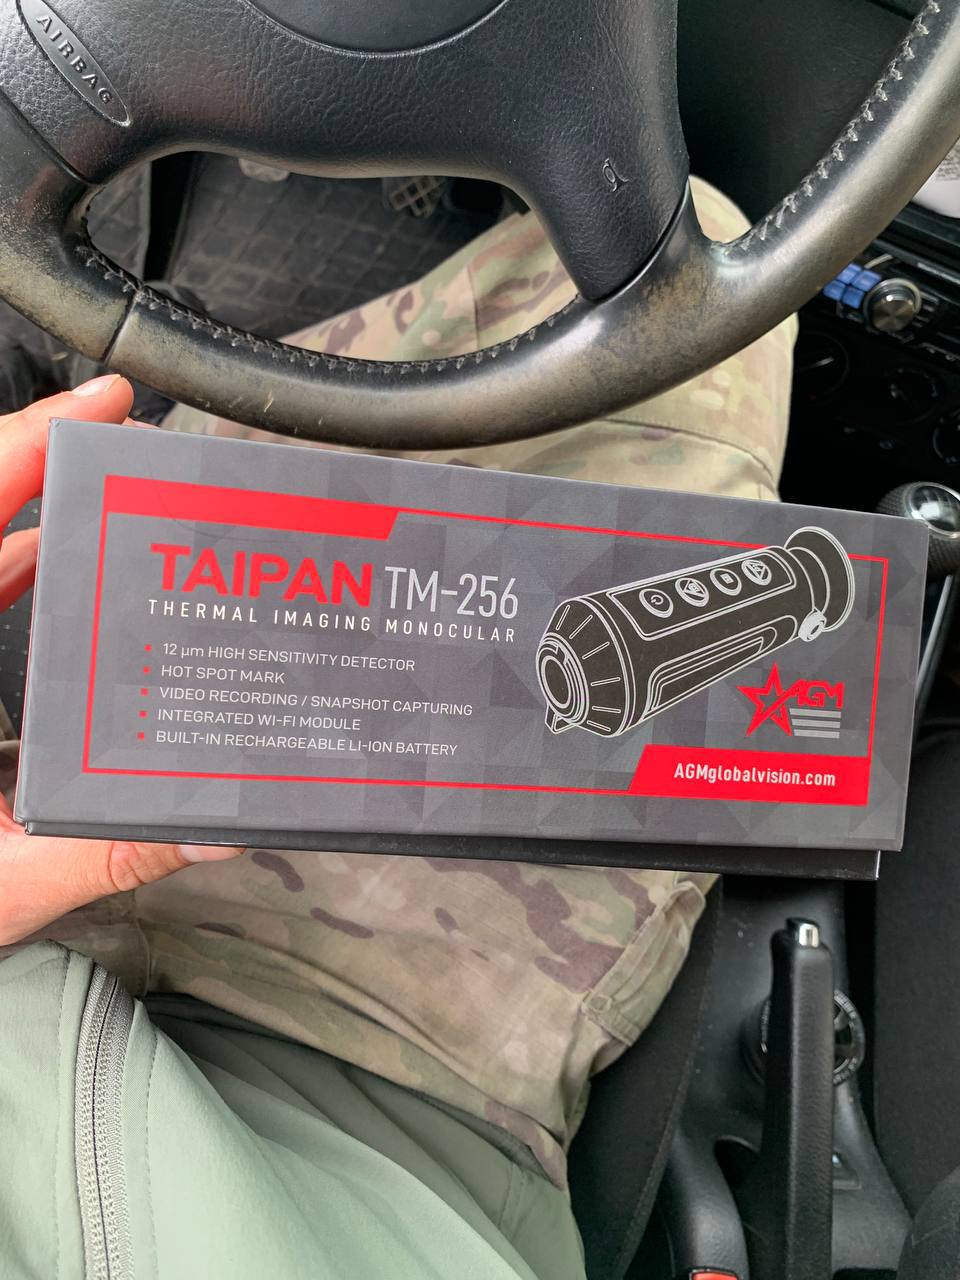 AIRBAG
TAIPAN TM-256
THERMAL IMAGING MONOCULAR
12 µm HIGH SENSITIVITY DETECTOR
HOT SPOT MARK
VIDEO RECORDING / SNAPSHOT CAPTURING
INTEGRATED WI-FI MODULE
BUILT-IN RECHARGEABLE LI-ION BATTERY
AGM
AGMglobalvision.com